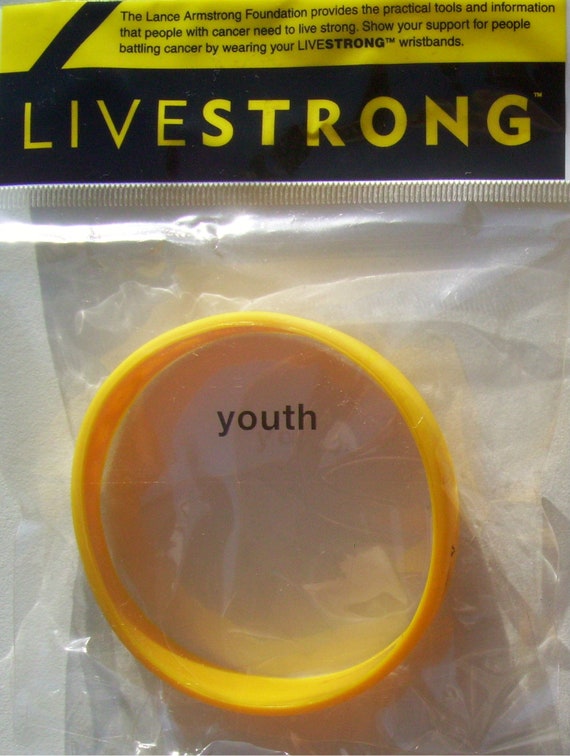 The Lance Armstrong Foundation provides the practical tools and information
that people with cancer need to live strong. Show your support for people
battling cancer by wearing your LIVESTRONG™ wristbands.
LIVESTRONG™
youth